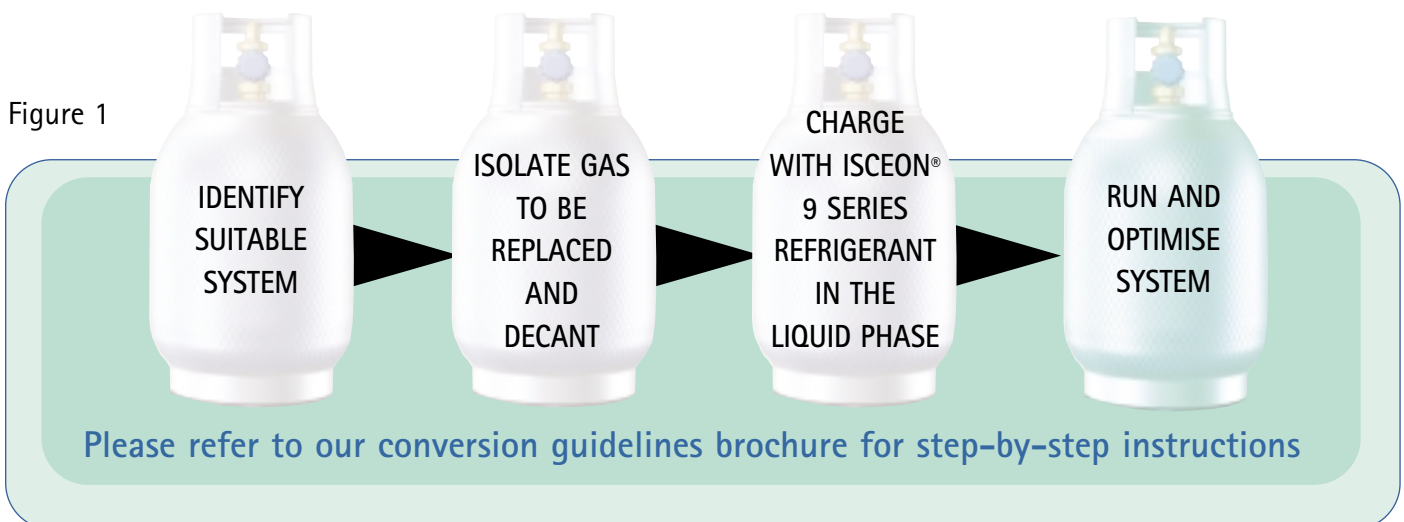 Figure 1
IDENTIFY
SUITABLE
SYSTEM
ISOLATE GAS
TO BE
REPLACED
AND
DECANT
CHARGE
WITH ISCEON®
9 SERIES
REFRIGERANT
IN THE
LIQUID PHASE
RUN AND
OPTIMISE
SYSTEM
Please refer to our conversion guidelines brochure for step-by-step instructions